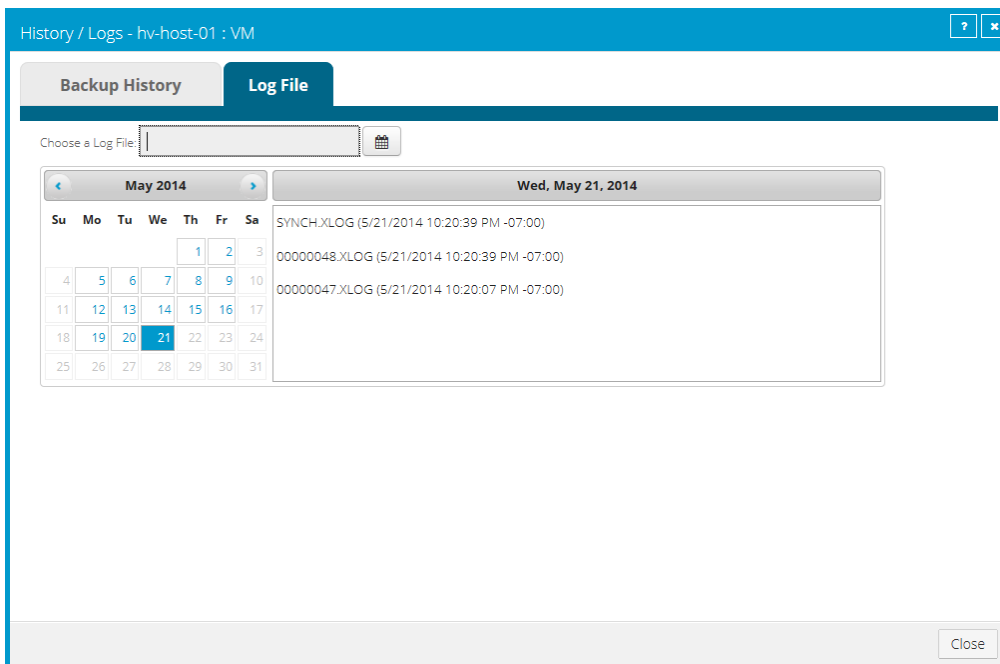 History / Logs - hv-host-01 : VM
?
Backup History
Log File
Choose a Log File:
May 2014
Wed, May 21, 2014
Su Mo Tu We Th Fr Sa
1 2 3
4 5 6 7 8 9 10
11 12 13 14 15 16 17
18 19 20 21 22 23 24
25 26 27 28 29 30 31
SYNCH.XLOG (5/21/2014 10:20:39 PM -07:00)
00000048.XLOG (5/21/2014 10:20:39 PM -07:00)
00000047.XLOG (5/21/2014 10:20:07 PM -07:00)
Close